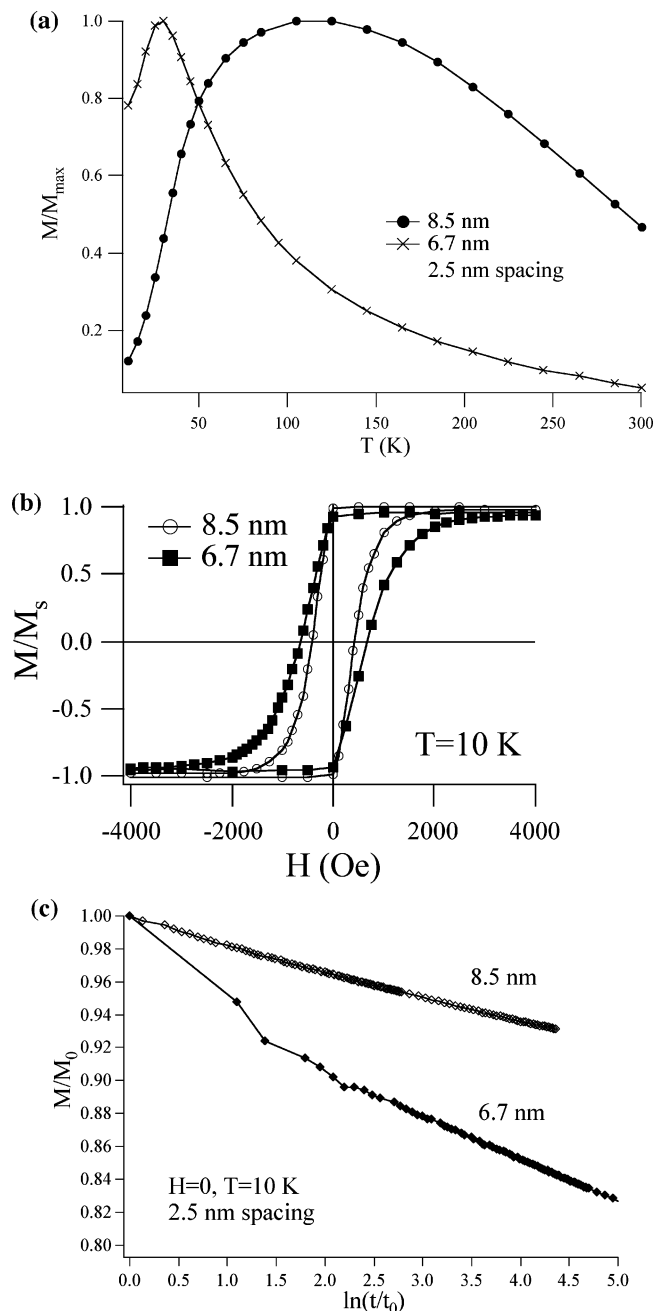 (a)
1.0
0.8
0.6
0.4
0.2
M/Mmax
8.5 nm
6.7 nm
2.5 nm spacing
50 100 150 200 250 300
T (K)
(b)
1.0
0.5
0.0
-0.5
-1.0
M/Ms
8.5 nm
6.7 nm
T=10 K
-4000 -2000 0 2000 4000
H (Oe)
(c)
1.00
0.98
0.96
0.94
0.92
0.90
0.88
0.86
0.84
0.82
0.80
M/M0
8.5 nm
6.7 nm
H=0, T=10 K
2.5 nm spacing
0.0 0.5 1.0 1.5 2.0 2.5 3.0 3.5 4.0 4.5 5.0
ln(t/t0)